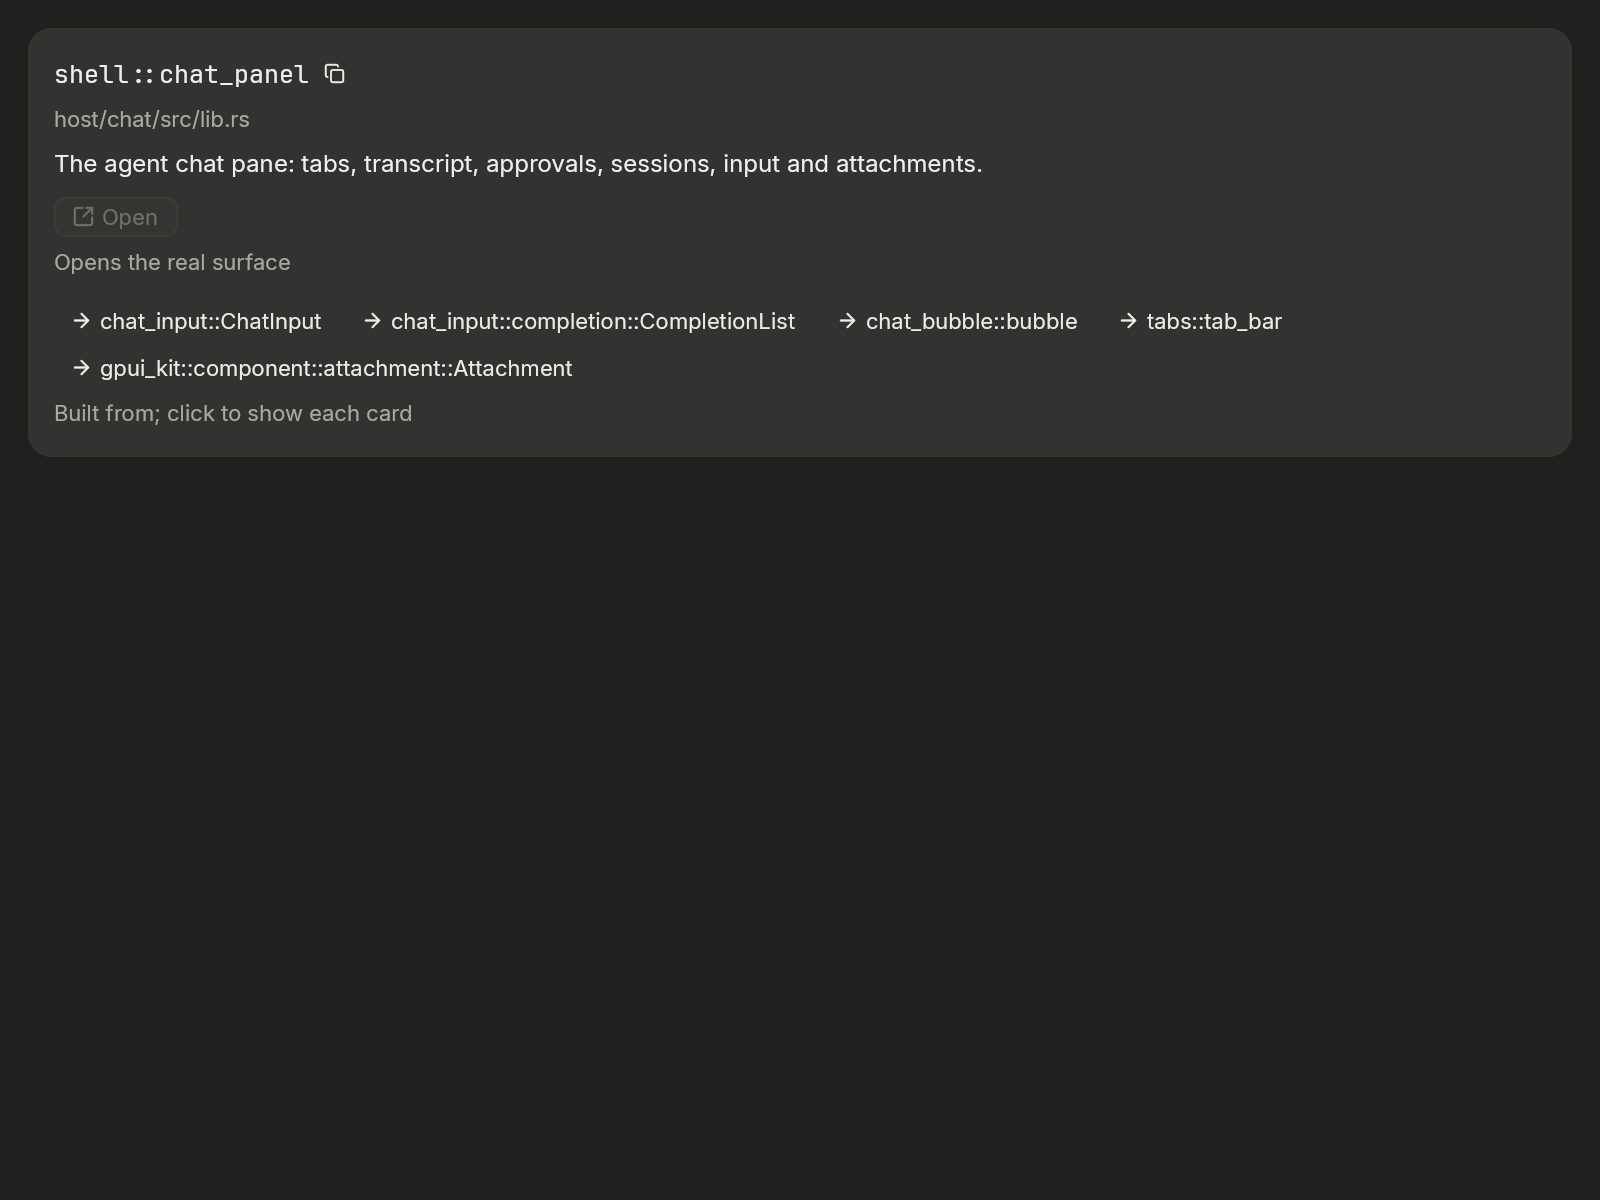 shell::chat_panel
host/chat/src/lib.rs
The agent chat pane: tabs, transcript, approvals, sessions, input and attachments.
Open
Opens the real surface
→ chat_input::ChatInput → chat_input::completion::CompletionList → chat_bubble::bubble → tabs::tab_bar
→ gpui_kit::component::attachment::Attachment
Built from; click to show each card